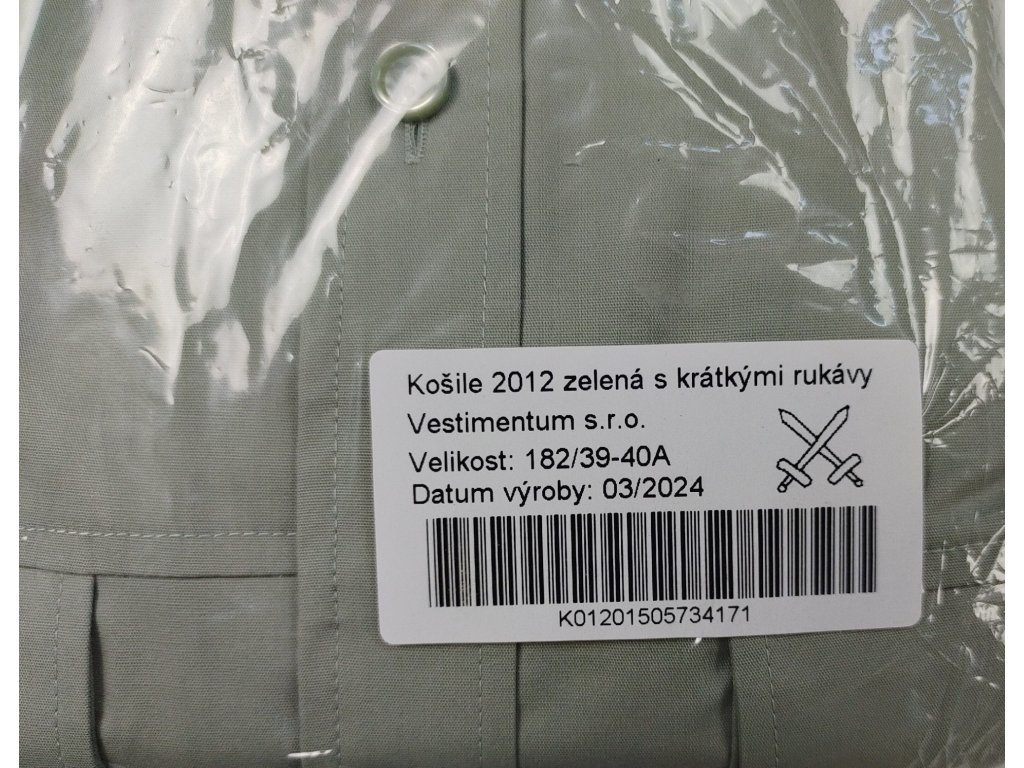 Košile 2012 zelená s krátkými rukávy
Vestimentum s.r.o.
Velikost: 182/39-40A
Datum výroby: 03/2024
K01201505734171